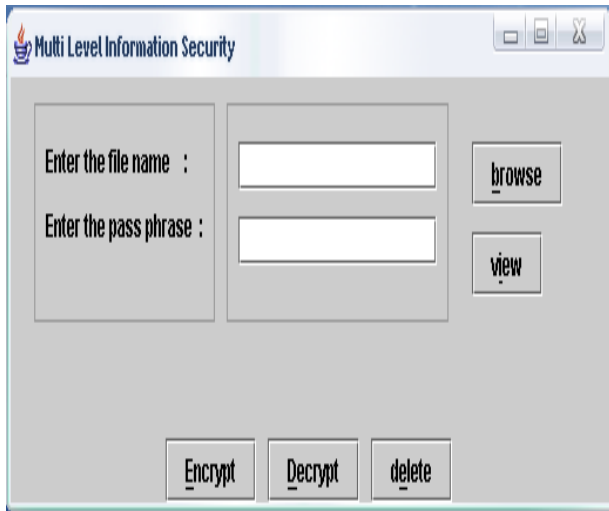 Multi Level Information Security
Enter the file name :
browse
Enter the pass phrase :
view
Encrypt Decrypt delete